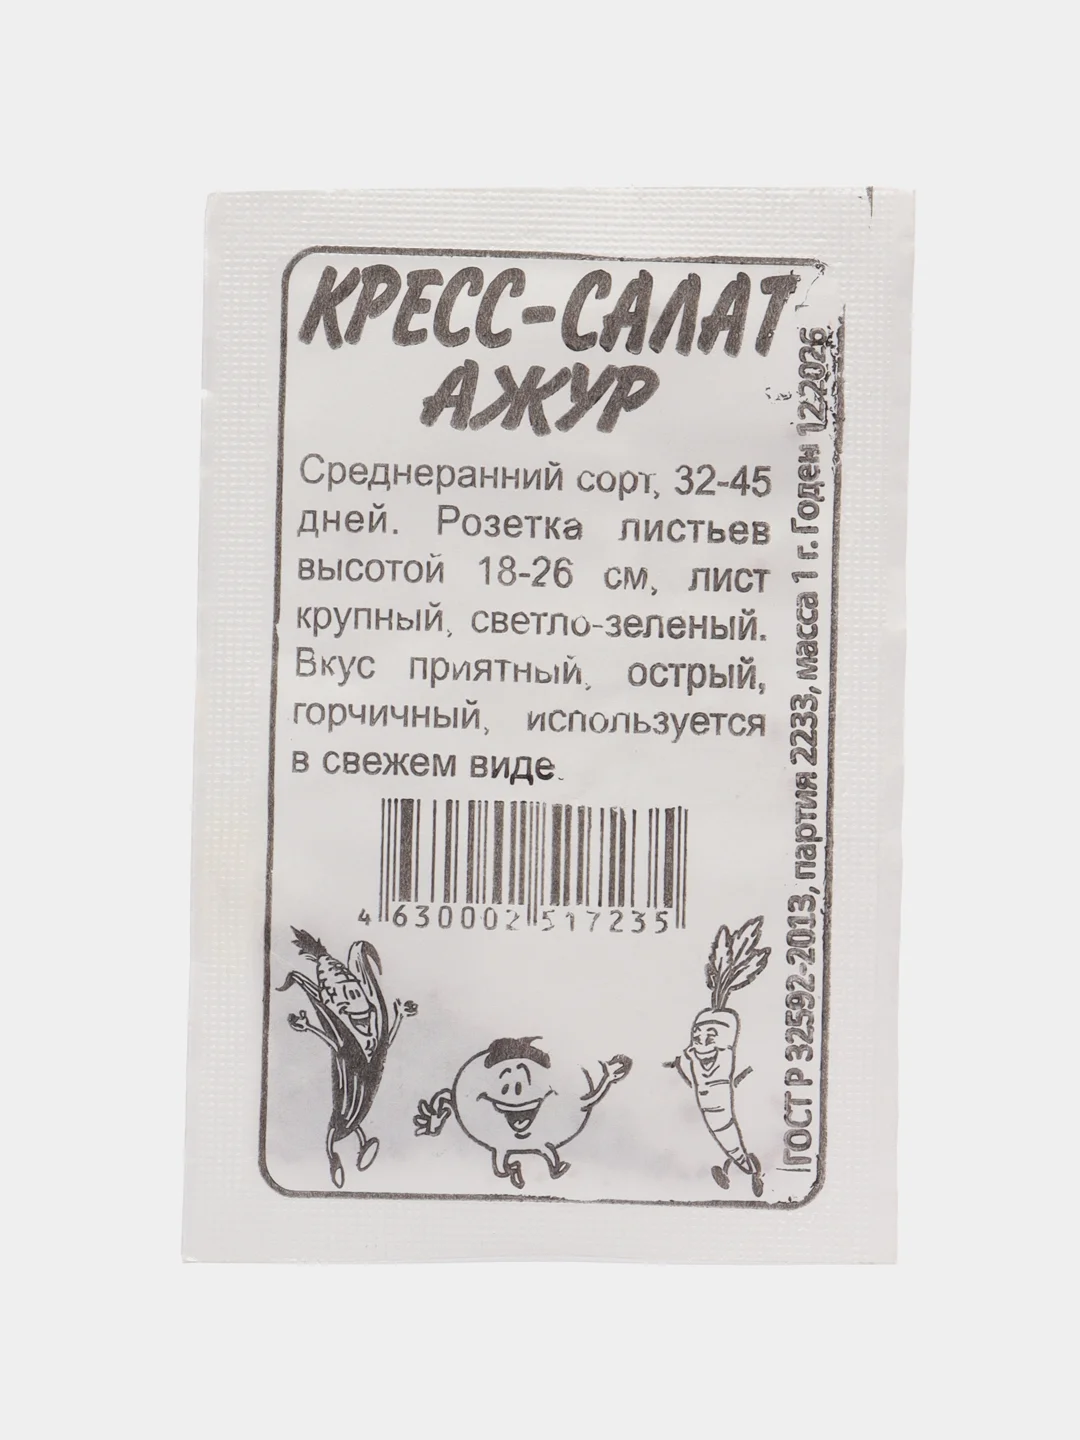 КРЕСС-САЛАТ
АЖУР
Среднеранний сорт, 32-45
дней. Розетка листьев
высотой 18-26 см, лист
крупный, светло-зеленый.
Вкус приятный, острый,
горчичный, используется
в свежем виде.
4 630002 517235
ГОСТ Р 32592-2013, партия 2233, масса 1 г. Годен 12.2026